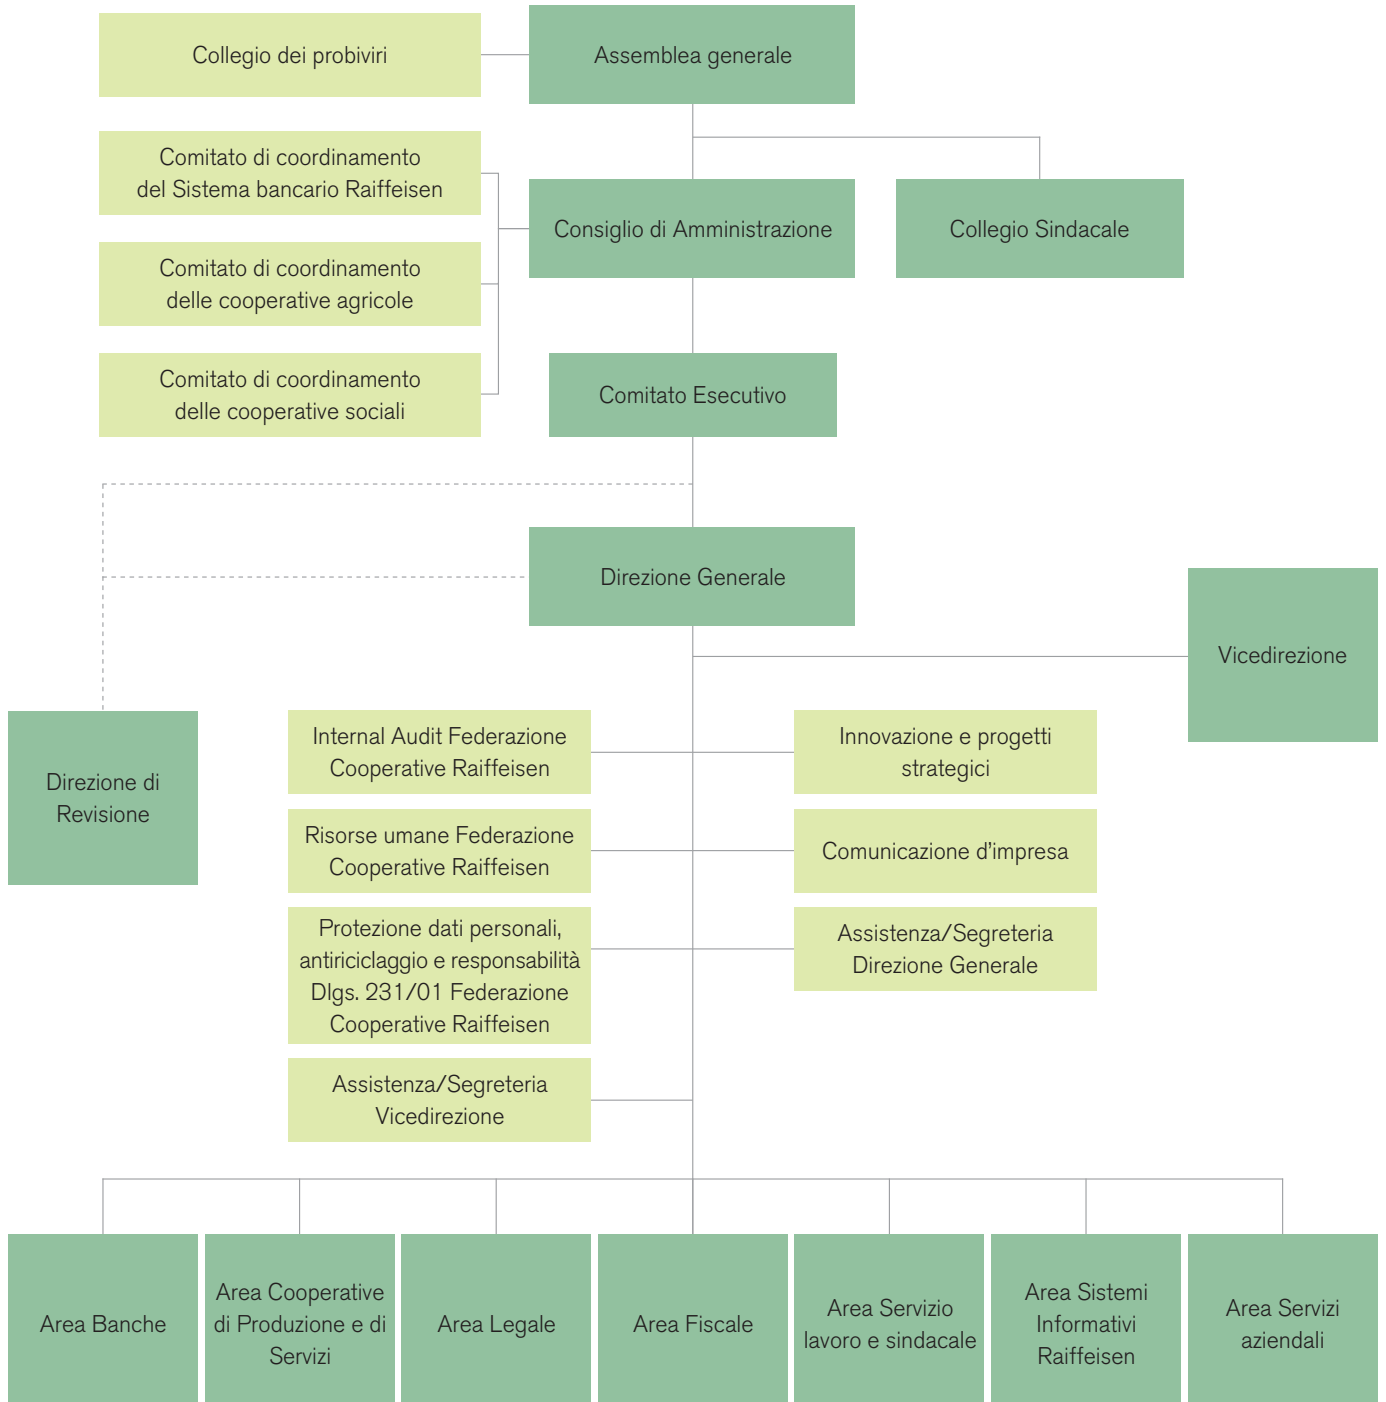 Collegio dei probiviri
Assemblea generale
Comitato di coordinamento
del Sistema bancario Raiffeisen
Consiglio di Amministrazione
Collegio Sindacale
Comitato di coordinamento
delle cooperative agricole
Comitato di coordinamento
delle cooperative sociali
Comitato Esecutivo
Direzione Generale
Vicedirezione
Direzione di
Revisione
Internal Audit Federazione
Cooperative Raiffeisen
Innovazione e progetti
strategici
Risorse umane Federazione
Cooperative Raiffeisen
Comunicazione d’impresa
Protezione dati personali,
antiriciclaggio e responsabilità
Dlgs. 231/01 Federazione
Cooperative Raiffeisen
Assistenza/Segreteria
Direzione Generale
Assistenza/Segreteria
Vicedirezione
Area Banche
Area Cooperative
di Produzione e di
Servizi
Area Legale
Area Fiscale
Area Servizio
lavoro e sindacale
Area Sistemi
Informativi
Raiffeisen
Area Servizi
aziendali